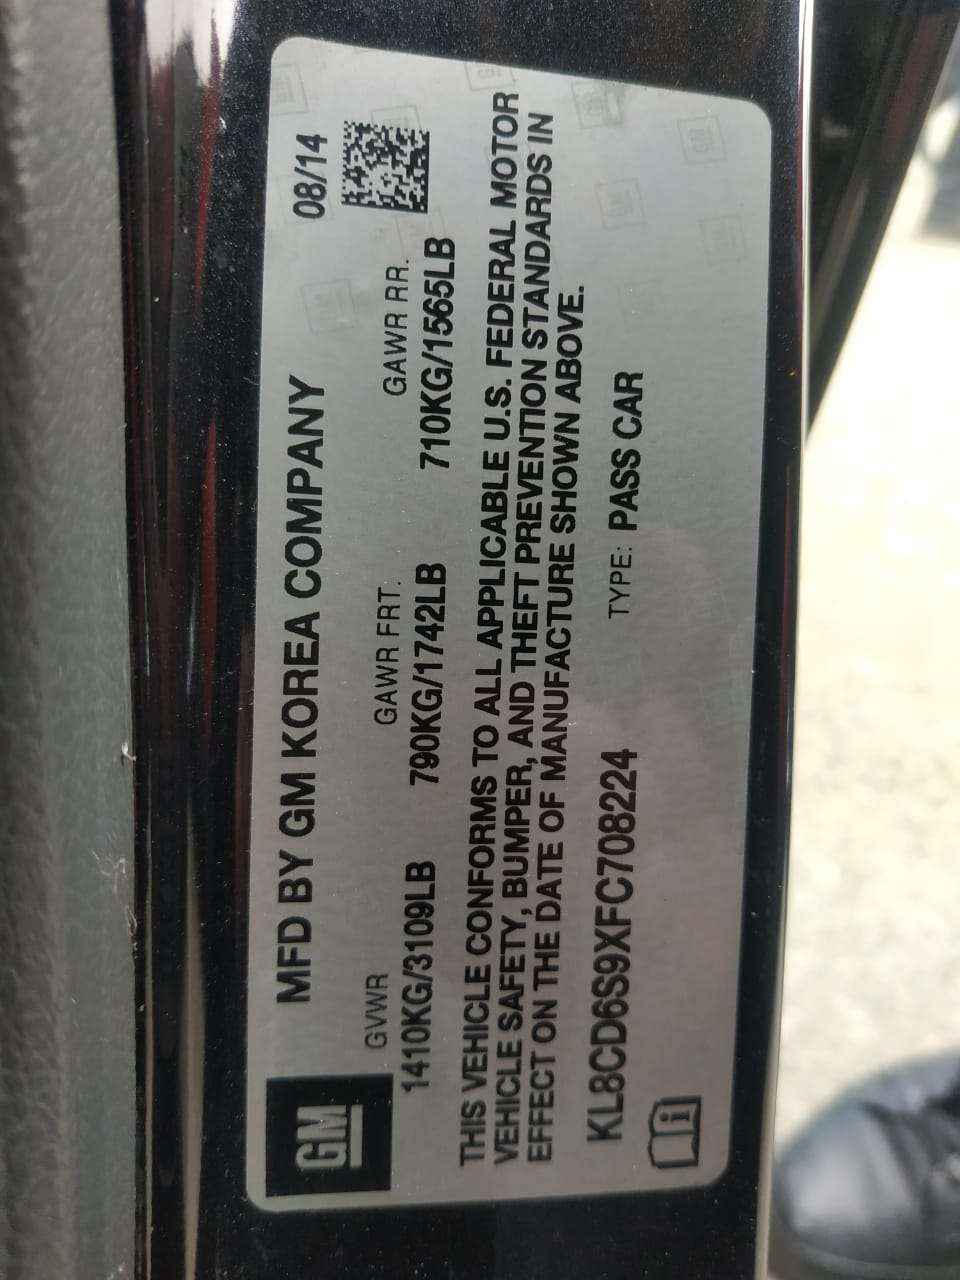 GM
MFD BY GM KOREA COMPANY 08/14
GVWR GAWR FRT. GAWR RR.
1410KG/3109LB 790KG/1742LB 710KG/1565LB
THIS VEHICLE CONFORMS TO ALL APPLICABLE U.S. FEDERAL MOTOR
VEHICLE SAFETY, BUMPER, AND THEFT PREVENTION STANDARDS IN
EFFECT ON THE DATE OF MANUFACTURE SHOWN ABOVE.
KL8CD6S9XFC708224 TYPE: PASS CAR